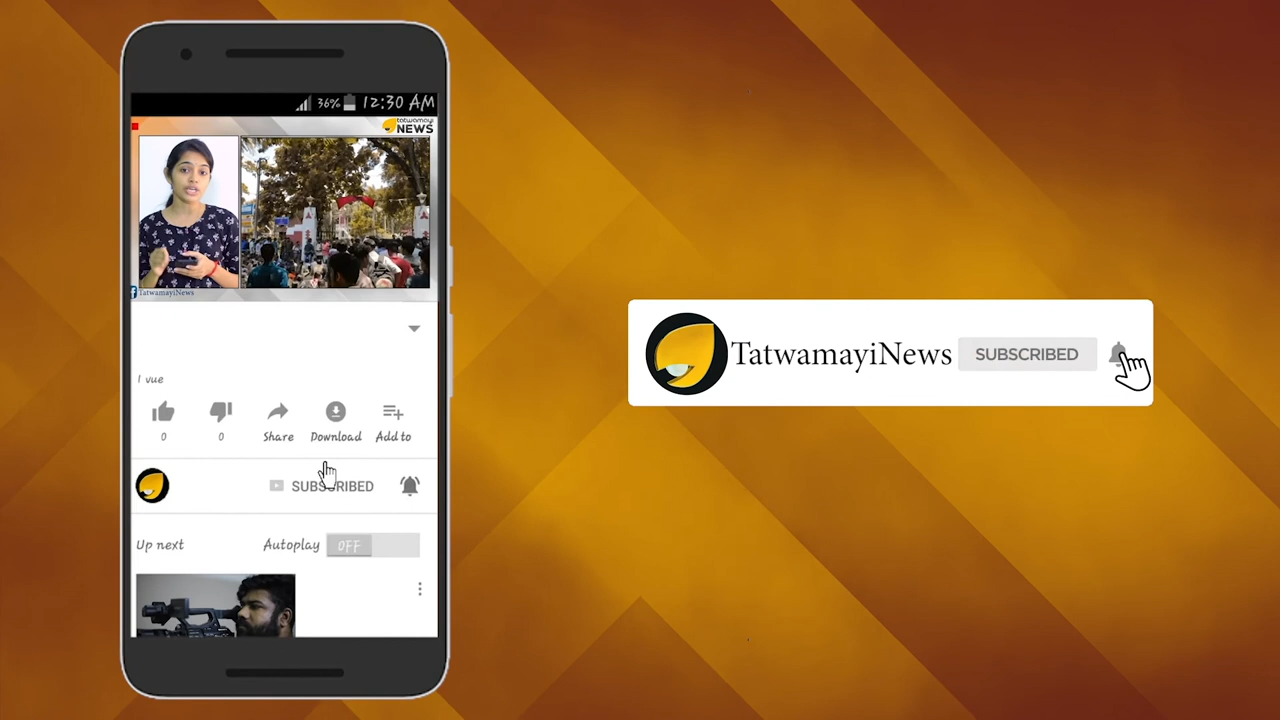 36% 12:30 AM
tatwamayi
NEWS
TatwamayiNews
1 vue
0 0 Share Download Add to
SUBSCRIBED
Up next Autoplay OFF
TatwamayiNews SUBSCRIBED